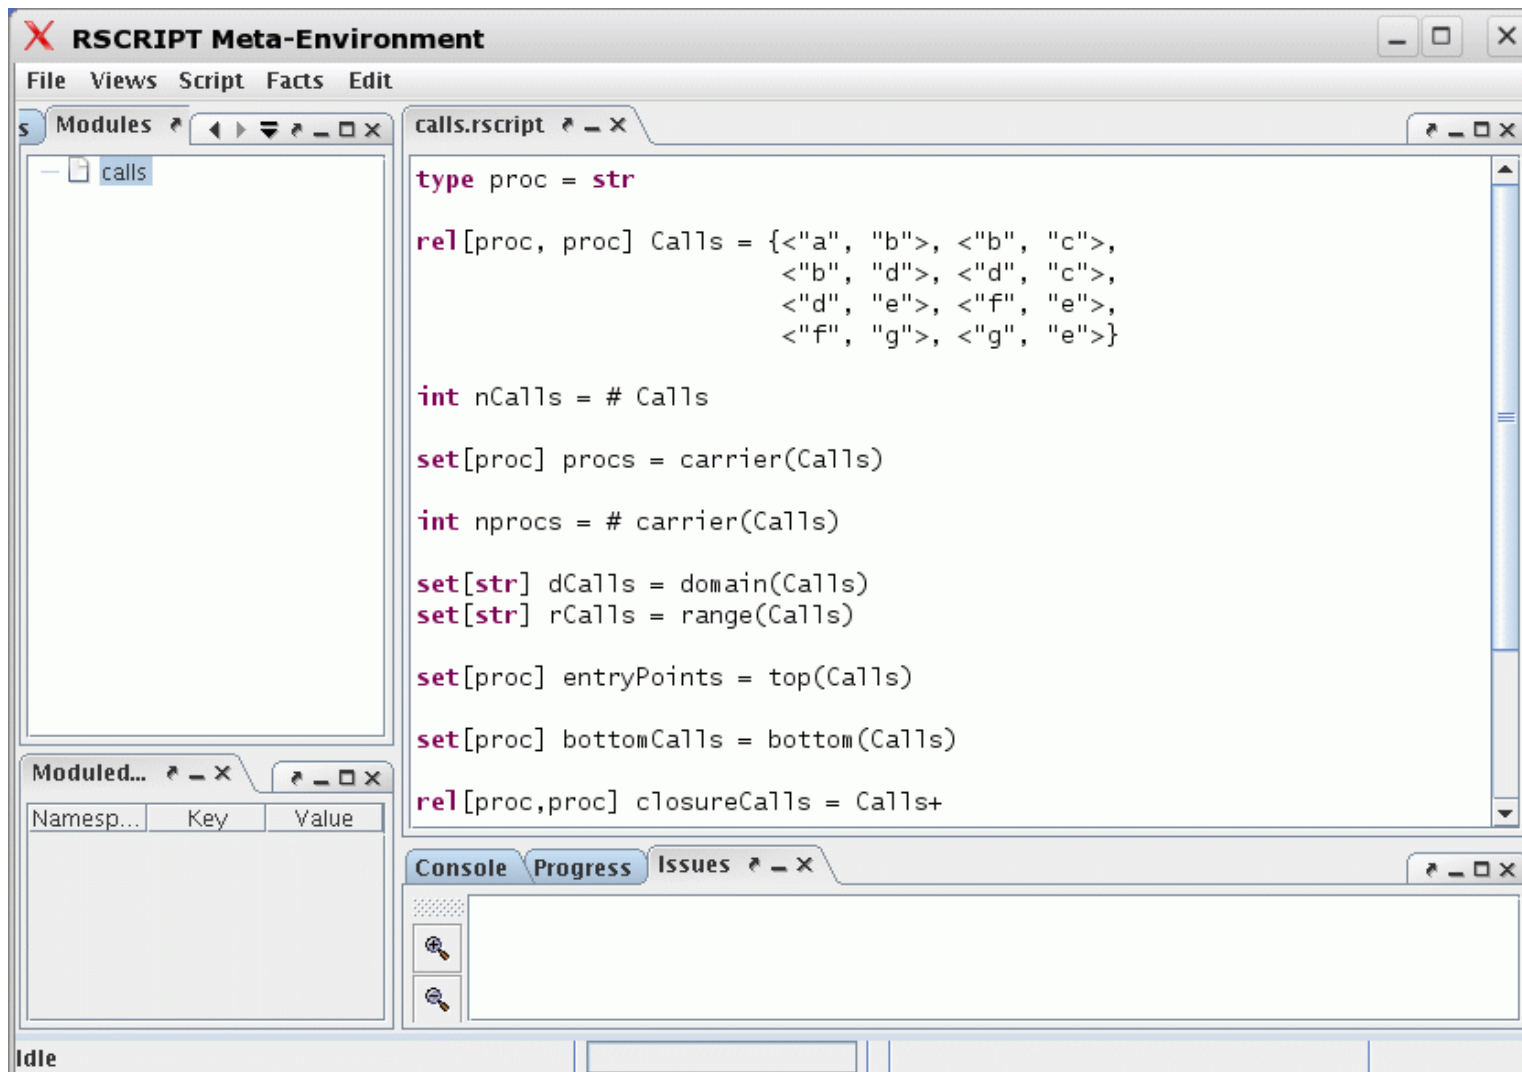 RSCRIPT Meta-Environment
File Views Script Facts Edit
s Modules
calls
calls.rscript
type proc = str
rel[proc, proc] Calls = {<"a", "b">, <"b", "c">,
<"b", "d">, <"d", "c">,
<"d", "e">, <"f", "e">,
<"f", "g">, <"g", "e">}
int nCalls = # Calls
set[proc] procs = carrier(Calls)
int nprocs = # carrier(Calls)
set[str] dCalls = domain(Calls)
set[str] rCalls = range(Calls)
set[proc] entryPoints = top(Calls)
set[proc] bottomCalls = bottom(Calls)
rel[proc,proc] closureCalls = Calls+
Moduled...
Namesp... Key Value
Console Progress Issues
Idle